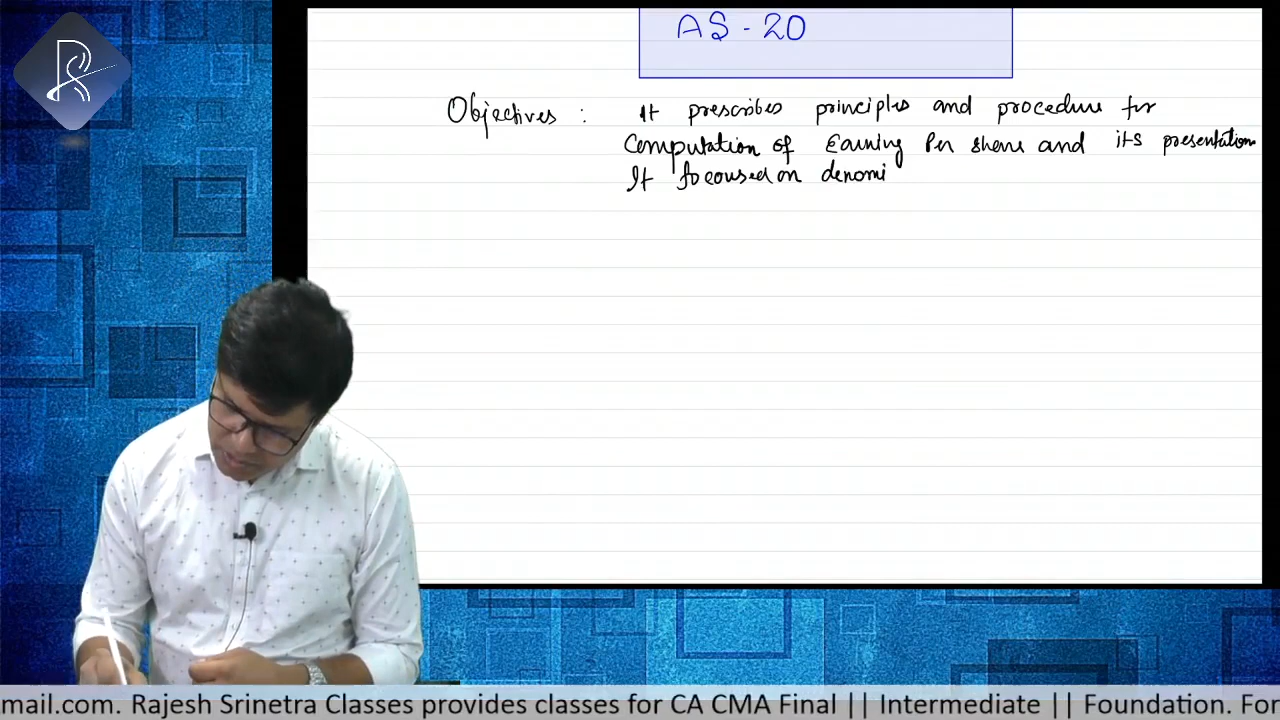 AS - 20
Objectives : It prescribes principles and procedure for
Computation of Earning Per share and its presentation
It focoused on denomi
mail.com. Rajesh Srinetra Classes provides classes for CA CMA Final || Intermediate || Foundation. For